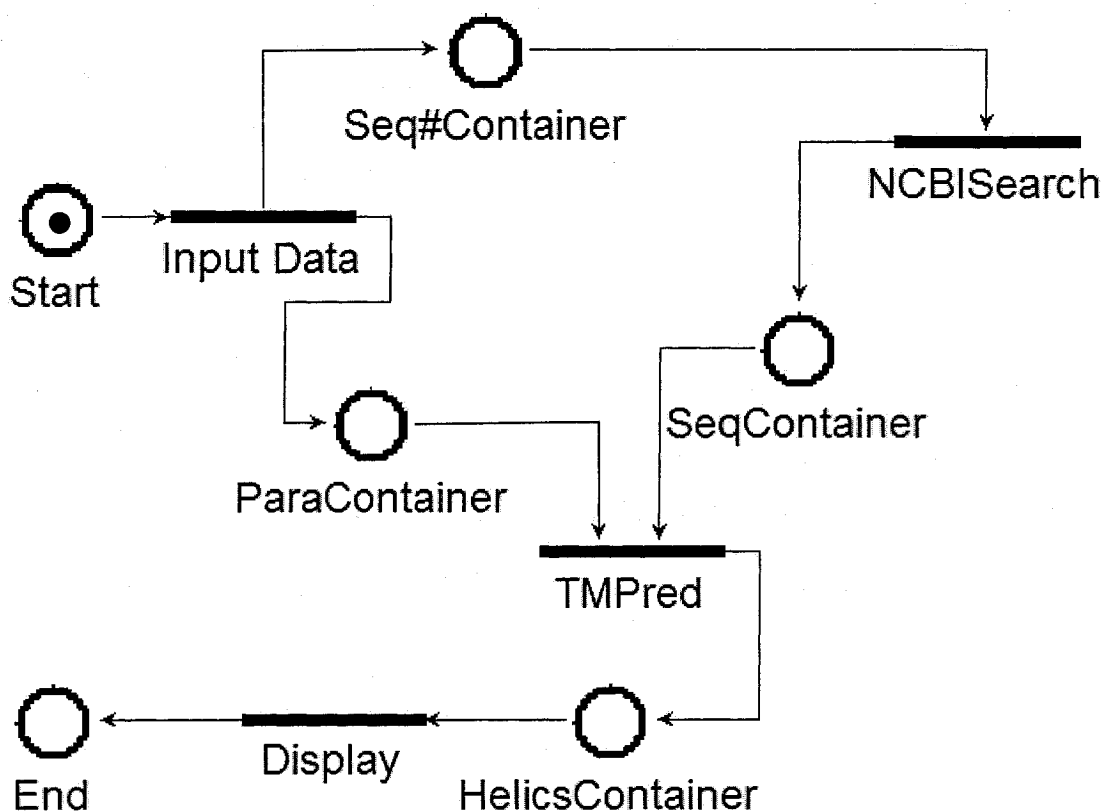 Seq#Container
NCBISearch
Input Data
Start
SeqContainer
ParaContainer
TMPred
Display
End
HelicsContainer